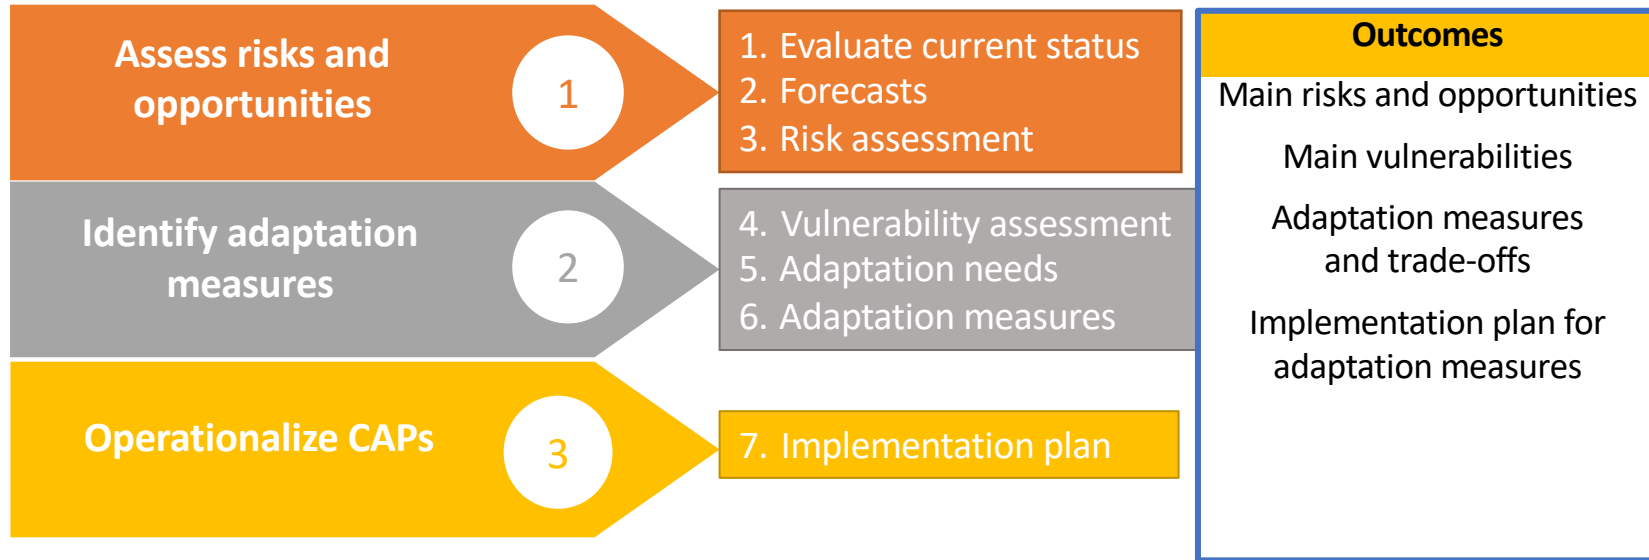 Assess risks and
opportunities
1
1. Evaluate current status
2. Forecasts
3. Risk assessment
Identify adaptation
measures
2
4. Vulnerability assessment
5. Adaptation needs
6. Adaptation measures
Operationalize CAPs
3
7. Implementation plan
Outcomes
Main risks and opportunities
Main vulnerabilities
Adaptation measures
and trade-offs
Implementation plan for
adaptation measures